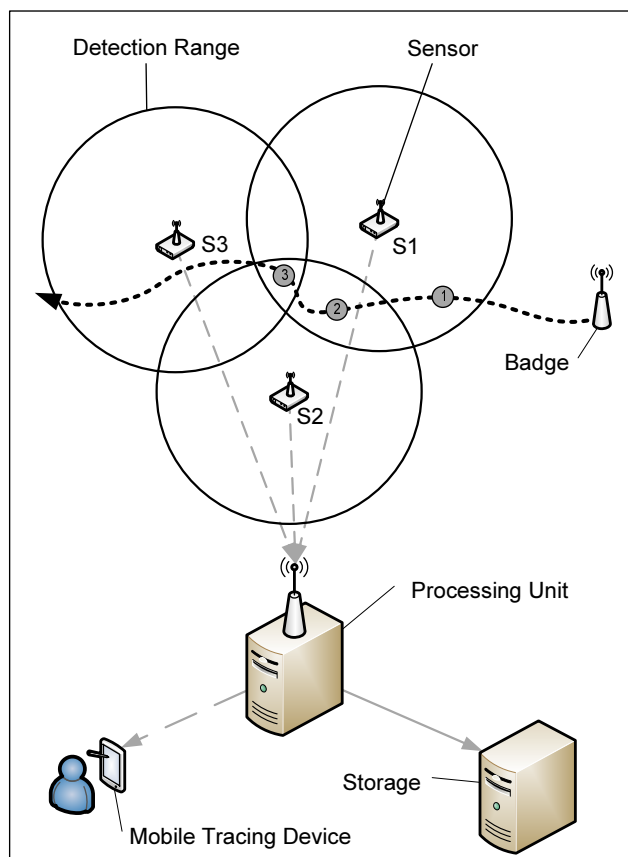 Detection Range
Sensor
S3
S1
3
2
1
Badge
S2
Processing Unit
Storage
Mobile Tracing Device